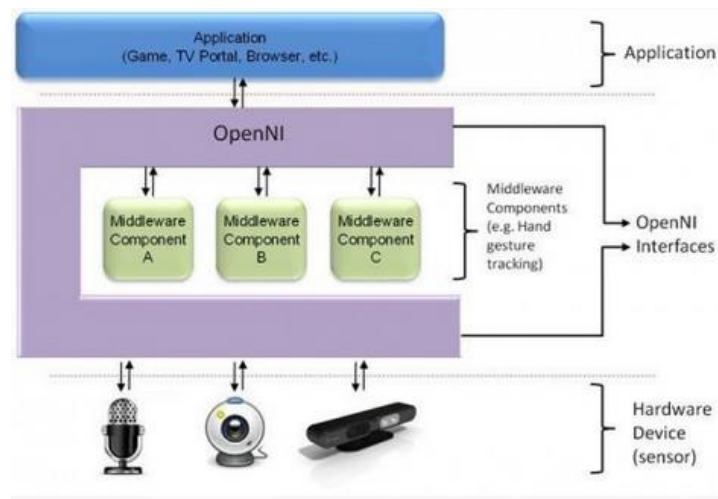 Application
(Game, TV Portal, Browser, etc.)
Application
OpenNI
Middleware
Component
A
Middleware
Component
B
Middleware
Component
C
Middleware
Components
(e.g. Hand
gesture
tracking)
OpenNI
Interfaces
Hardware
Device
(sensor)